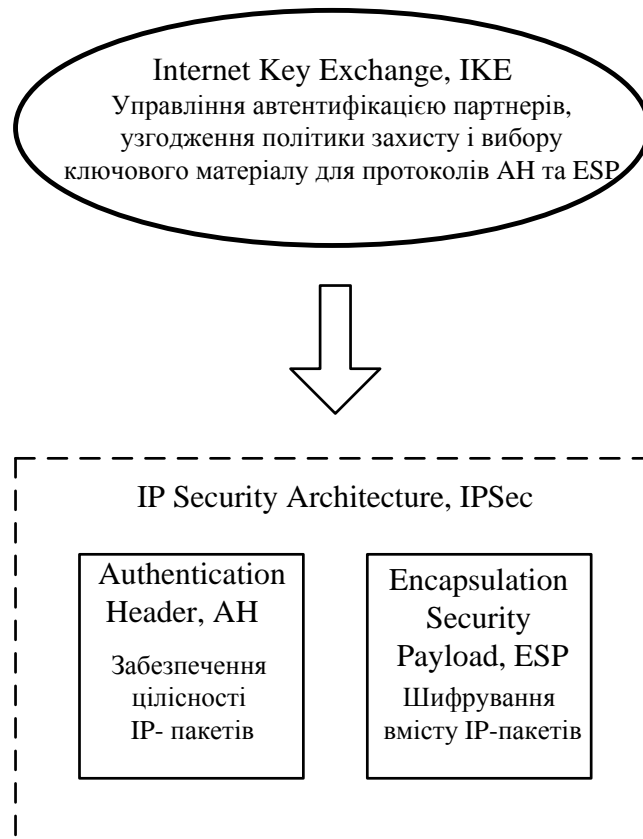 Internet Key Exchange, IKE
Управління автентифікацією партнерів,
узгодження політики захисту і вибору
ключового матеріалу для протоколів AH та ESP
IP Security Architecture, IPSec
Authentication
Header, AH
Забезпечення
цілісності
IP- пакетів
Encapsulation
Security
Payload, ESP
Шифрування
вмісту IP-пакетів